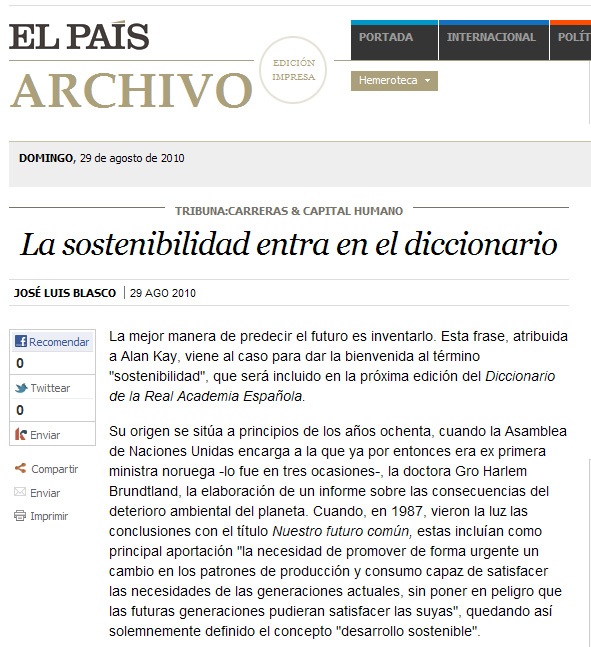 EL PAÍS
ARCHIVO
EDICIÓN
IMPRESA
PORTADA
INTERNACIONAL
POLÍT
Hemeroteca
DOMINGO, 29 de agosto de 2010
TRIBUNA:CARRERAS & CAPITAL HUMANO
La sostenibilidad entra en el diccionario
JOSÉ LUIS BLASCO | 29 AGO 2010
Recomendar
0
Twittear
0
Enviar
Compartir
Enviar
Imprimir
La mejor manera de predecir el futuro es inventarlo. Esta frase, atribuida
a Alan Kay, viene al caso para dar la bienvenida al término
"sostenibilidad", que será incluido en la próxima edición del Diccionario
de la Real Academia Española.
Su origen se sitúa a principios de los años ochenta, cuando la Asamblea
de Naciones Unidas encarga a la que ya por entonces era ex primera
ministra noruega -lo fue en tres ocasiones-, la doctora Gro Harlem
Brundtland, la elaboración de un informe sobre las consecuencias del
deterioro ambiental del planeta. Cuando, en 1987, vieron la luz las
conclusiones con el título Nuestro futuro común, estas incluían como
principal aportación "la necesidad de promover de forma urgente un
cambio en los patrones de producción y consumo capaz de satisfacer
las necesidades de las generaciones actuales, sin poner en peligro que
las futuras generaciones pudieran satisfacer las suyas", quedando así
solemnemente definido el concepto "desarrollo sostenible".